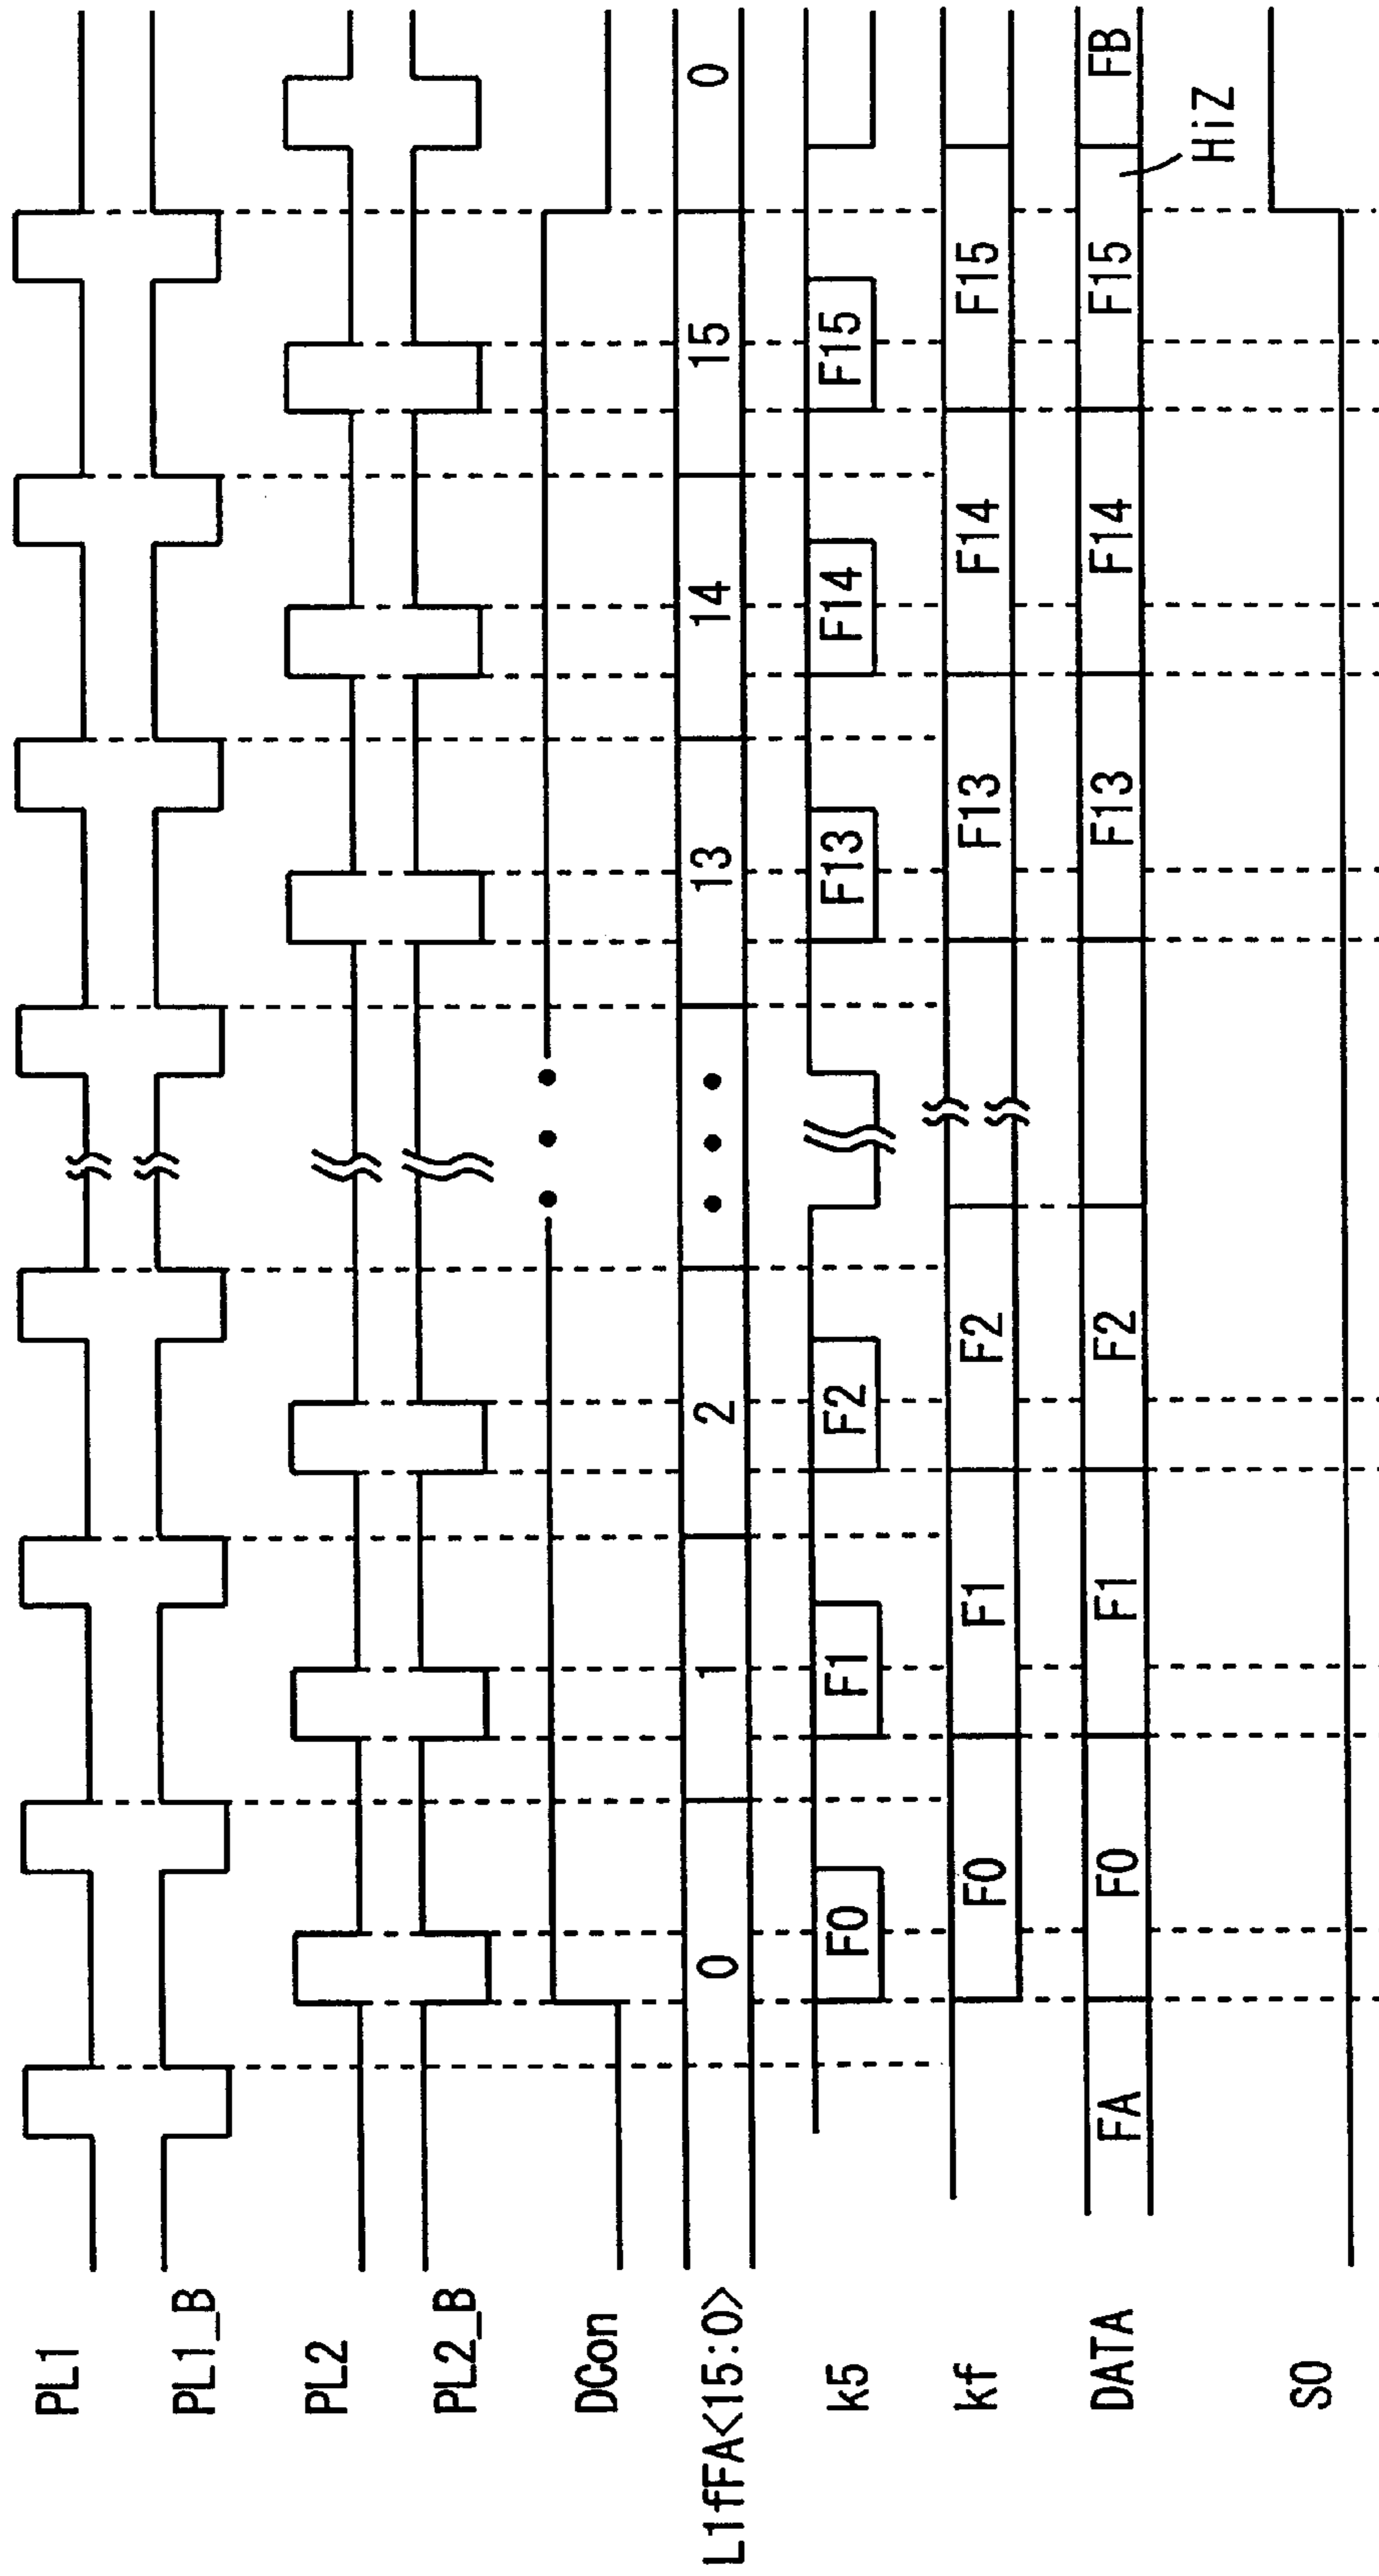 PL1
PL1_B
PL2
PL2_B
DCon
L1fFA<15:0> 0 1 2 ••• 13 14 15 0
k5 F0 F1 F2 F13 F14 F15
kf F0 F1 F2 F13 F14 F15
DATA FA F0 F1 F2 F13 F14 F15 FB
HiZ
SO